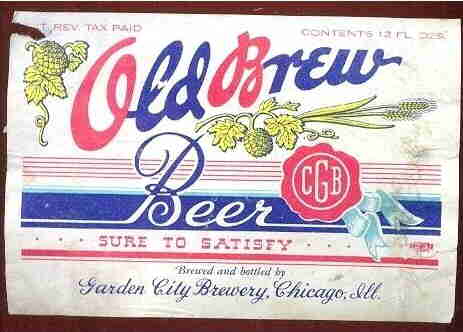 T. REV. TAX PAID
CONTENTS 12 FL. OZS.
Old Brew
Beer
CGB
SURE TO SATISFY
Brewed and bottled by
Garden City Brewery, Chicago, Ill.